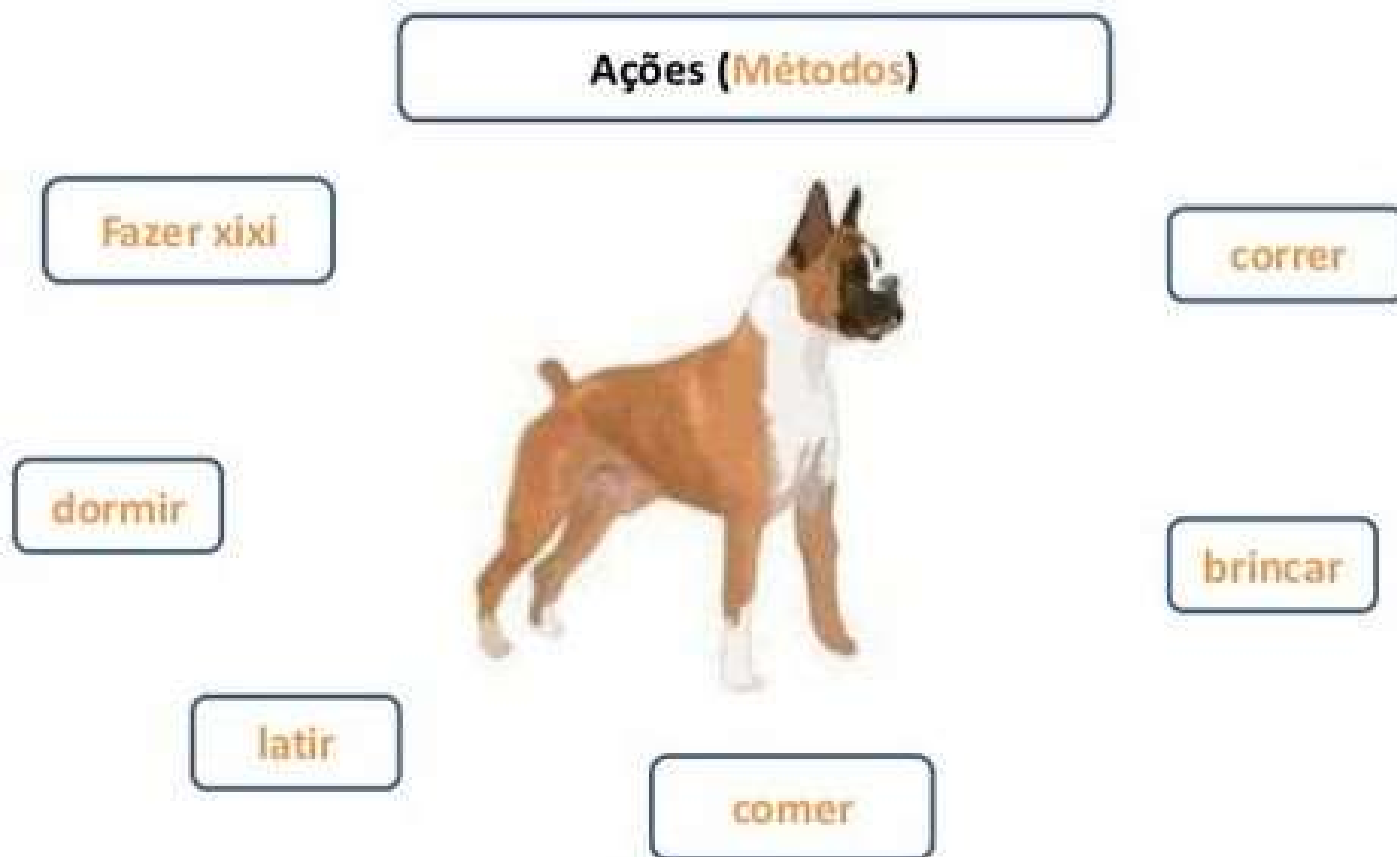 Ações (Métodos)
Fazer xixi
correr
dormir
brincar
latir
comer